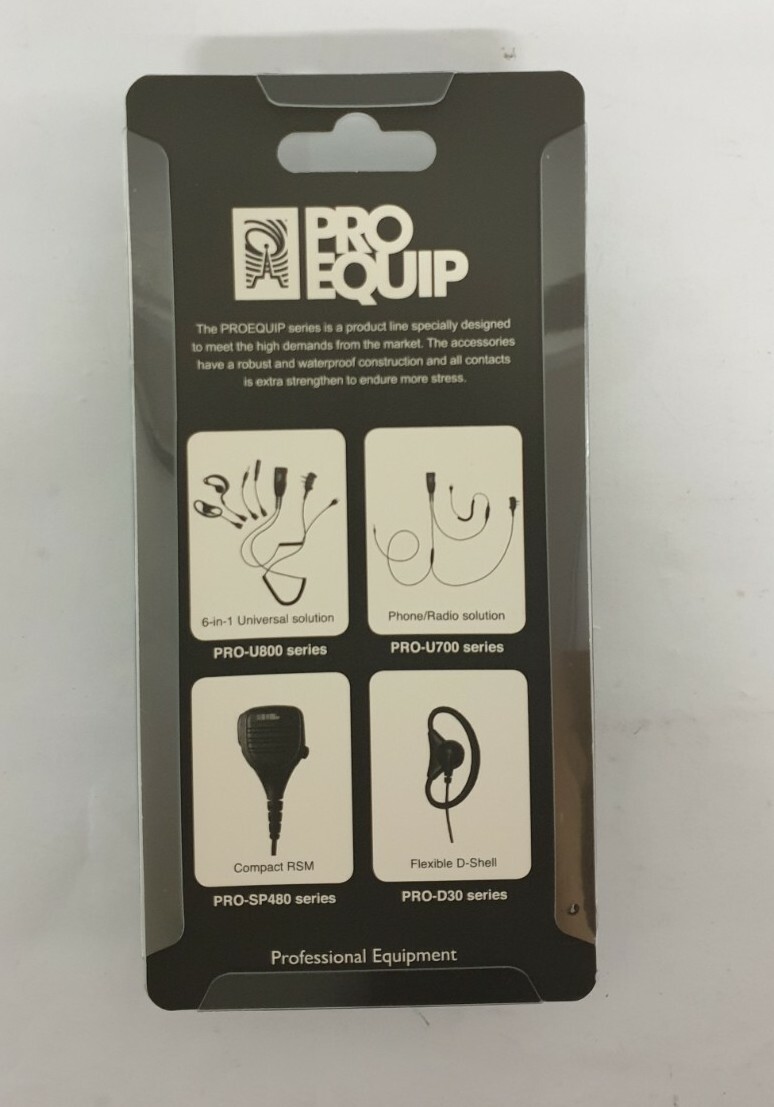 PRO
EQUIP
The PROEQUIP series is a product line specially designed
to meet the high demands from the market. The accessories
have a robust and waterproof construction and all contacts
is extra strengthen to endure more stress.
6-in-1 Universal solution
Phone/Radio solution
PRO-U800 series
PRO-U700 series
Compact RSM
Flexible D-Shell
PRO-SP480 series
PRO-D30 series
Professional Equipment